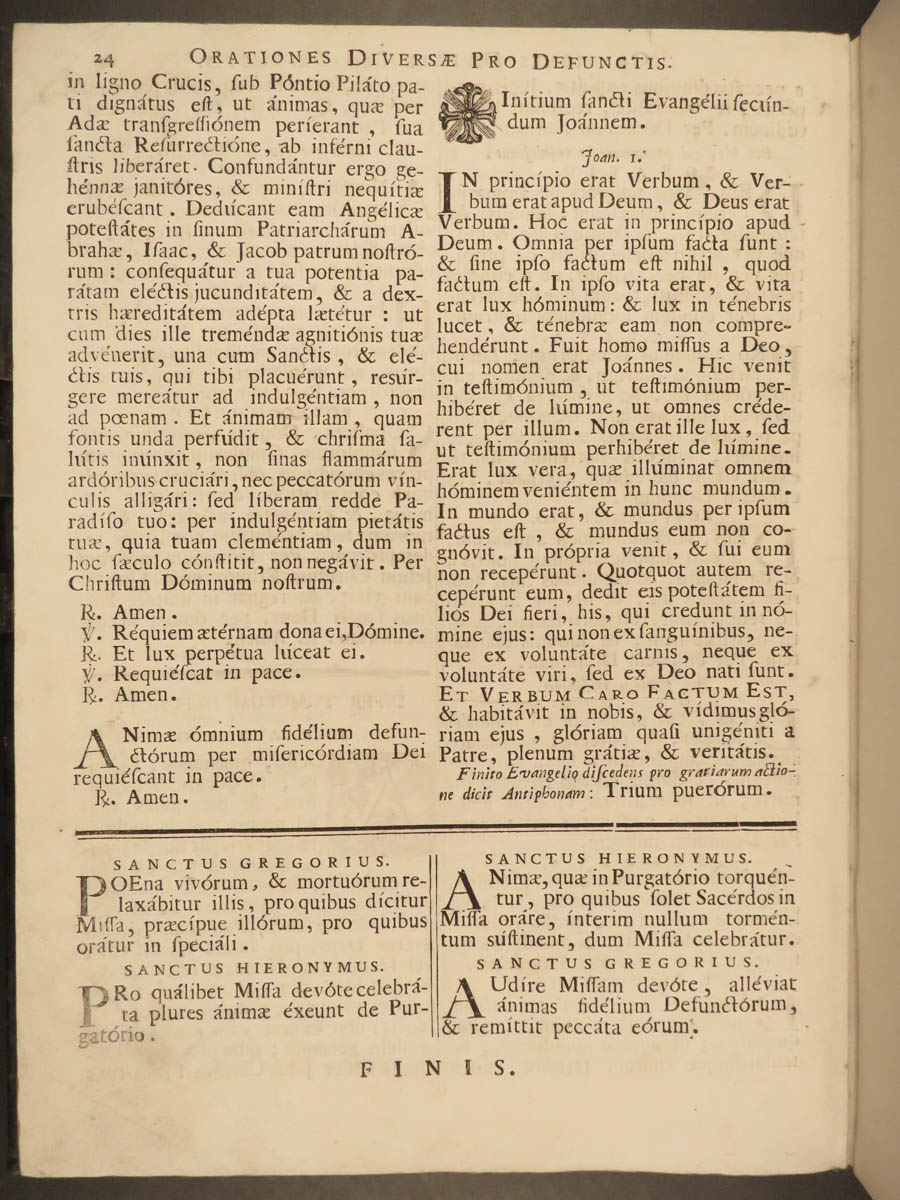 24 ORATIONES DIVERSÆ PRO DEFUNCTIS.
in ligno Crucis, ſub Póntio Piláto pa-
ti dignátus eſt, ut ánimas, quæ per
Adæ tranſgreſſiónem períerant, ſua
ſancta Reſurrectióne, ab inférni clau-
ſtris liberáret. Confundántur ergo ge-
hénnæ janitóres, & miniſtri nequítiæ
erubéſcant. Dedúcant eam Angélicæ
poteſtátes in ſinum Patriarchárum A-
brahæ, Iſaac, & Jacob patrum noſtró-
rum: conſequátur a tua potentia pa-
rátam eléctis jucunditátem, & a dex-
tris hæreditátem adépta lætétur: ut
cum dies ille treméndæ agnitiónis tuæ
advénerit, una cum Sanctis, & elé-
ctis tuis, qui tibi placuérunt, resúr-
gere mereátur ad indulgéntiam, non
ad pœnam. Et ánimam illam, quam
fontis unda perfúdit, & chriſma ſa-
lútis inúnxit, non ſinas flammárum
ardóribus cruciári, nec peccatórum vín-
culis alligári: ſed líberam redde Pa-
radíſo tuo: per indulgéntiam pietátis
tuæ, quia tuam cleméntiam, dum in
hoc ſæculo cónſtitit, non negávit. Per
Chriſtum Dóminum noſtrum.
℟. Amen.
℣. Réquiem ætérnam dona ei, Dómine.
℟. Et lux perpétua lúceat ei.
℣. Requiéſcat in pace.
℟. Amen.
ANimæ ómnium fidélium defun-
ctórum per miſericórdiam Dei
requiéſcant in pace.
℟. Amen.
Inítium ſancti Evangélii ſecún-
dum Joánnem.
Joan. 1.
IN princípio erat Verbum, & Ver-
bum erat apud Deum, & Deus erat
Verbum. Hoc erat in princípio apud
Deum. Omnia per ipſum facta ſunt:
& ſine ipſo factum eſt nihil, quod
factum eſt. In ipſo vita erat, & vita
erat lux hóminum: & lux in ténebris
lucet, & ténebræ eam non compre-
hendérunt. Fuit homo miſſus a Deo,
cui nomen erat Joánnes. Hic venit
in teſtimónium, ut teſtimónium per-
hibéret de lúmine, ut omnes créde-
rent per illum. Non erat ille lux, ſed
ut teſtimónium perhibéret de lúmine.
Erat lux vera, quæ illúminat omnem
hóminem veniéntem in hunc mundum.
In mundo erat, & mundus per ipſum
factus eſt, & mundus eum non co-
gnóvit. In própria venit, & ſui eum
non recepérunt. Quotquot autem re-
cepérunt eum, dedit eis poteſtátem fí-
liós Dei fieri, his, qui credunt in nó-
mine ejus: qui non ex ſanguínibus, ne-
que ex voluntáte carnis, neque ex
voluntáte viri, ſed ex Deo nati ſunt.
ET VERBUM CARO FACTUM EST,
& habitávit in nobis, & vídimus gló-
riam ejus, glóriam quaſi unigéniti a
Patre, plenum grátiæ, & veritátis.
Finito Evangelio diſcedens pro gratiarum actio-
ne dicit Antiphonam: Trium puerórum.
SANCTUS GREGORIUS.
POEna vivórum, & mortuórum re-
laxábitur illis, pro quibus dícitur
Miſſa, præcípue illórum, pro quibus
orátur in ſpeciáli.
SANCTUS HIERONYMUS.
PRo quálibet Miſſa devóte celebrá-
ta plures ánimæ éxeunt de Pur-
gatório.
SANCTUS HIERONYMUS.
ANimæ, quæ in Purgatório torquén-
tur, pro quibus ſolet Sacérdos in
Miſſa oráre, ínterim nullum tormén-
tum súſtinent, dum Miſſa celebrátur.
SANCTUS GREGORIUS.
AUdíre Miſſam devóte, alléviat
ánimas fidélium Defunctórum,
& remíttit peccáta eórum.
FINIS.